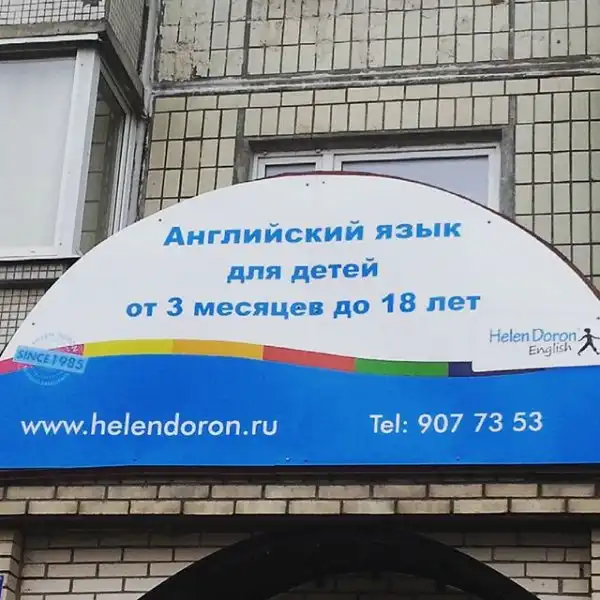 Английский язык
для детей
от 3 месяцев до 18 лет
Helen Doron
English
SINCE 1985
www.helendoron.ru
Tel: 907 73 53